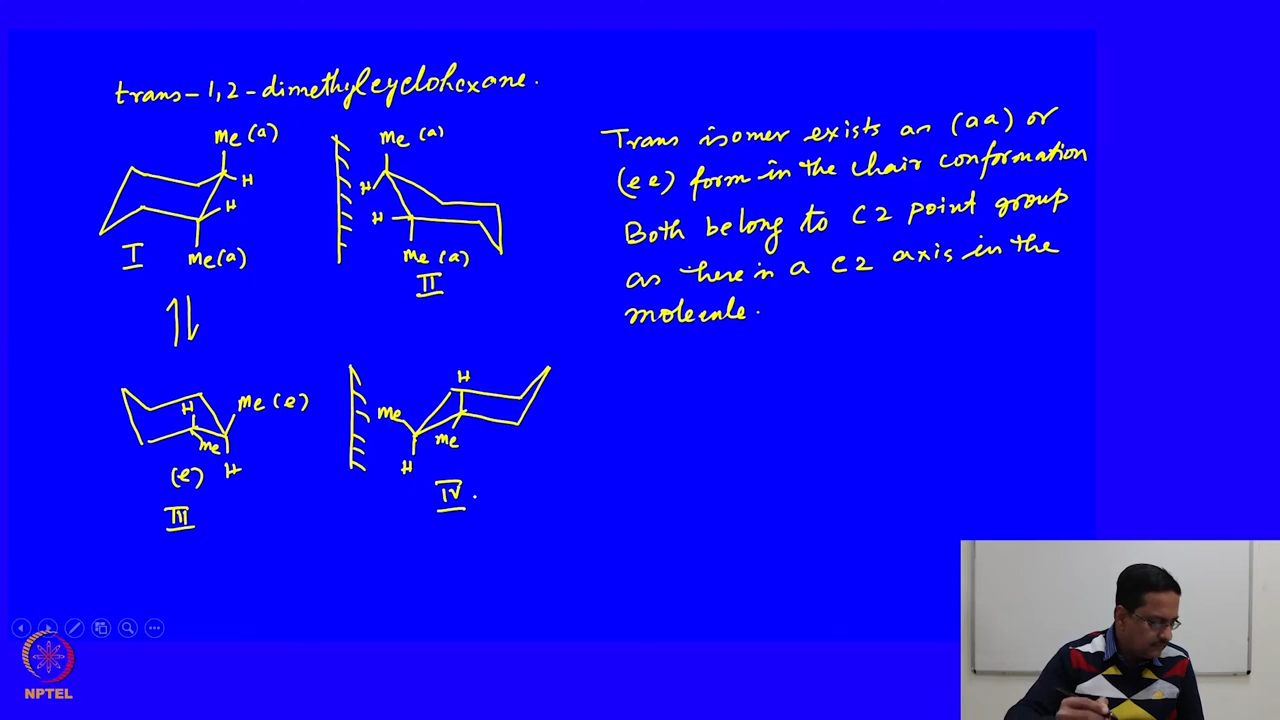 trans-1,2-dimethylcyclohexane.
Me (a)
H
H
Me(a)
I
Me (a)
H
H
Me(a)
II
Trans isomer exists as (aa) or
(ee) form in the chair conformation
Both belong to C2 point group
as there is a C2 axis in the
molecule.
H
Me (e)
Me
(e)
H
III
H
Me
Me
H
IV.
NPTEL